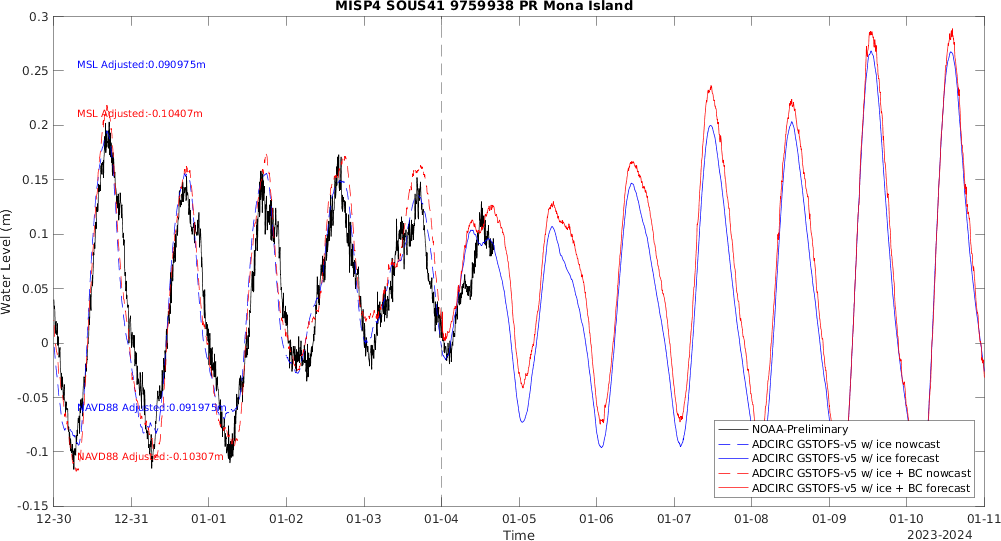 MISP4 SOUS41 9759938 PR Mona Island
0.3
0.25
0.2
0.15
0.1
0.05
0
-0.05
-0.1
-0.15
Water Level (m)
MSL Adjusted:0.090975m
MSL Adjusted:-0.10407m
NAVD88 Adjusted:0.091975m
NAVD88 Adjusted:-0.10307m
NOAA-Preliminary
ADCIRC GSTOFS-v5 w/ ice nowcast
ADCIRC GSTOFS-v5 w/ ice forecast
ADCIRC GSTOFS-v5 w/ ice + BC nowcast
ADCIRC GSTOFS-v5 w/ ice + BC forecast
12-30 12-31 01-01 01-02 01-03 01-04 01-05 01-06 01-07 01-08 01-09 01-10 01-11
Time
2023-2024